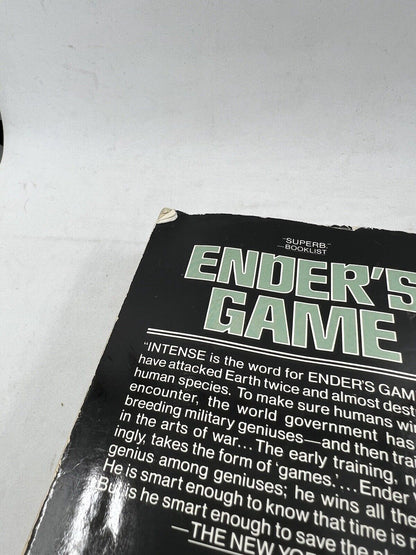 "SUPERB."
—BOOKLIST
ENDER'S
GAME
"INTENSE is the word for ENDER'S GAM
have attacked Earth twice and almost dest
human species. To make sure humans win
encounter, the world government has
breeding military geniuses—and then trai
in the arts of war... The early training, n
ingly, takes the form of 'games.'... Ender
genius among geniuses; he wins all the
He is smart enough to know that time is r
But is he smart enough to save the pla
—THE NEW YO